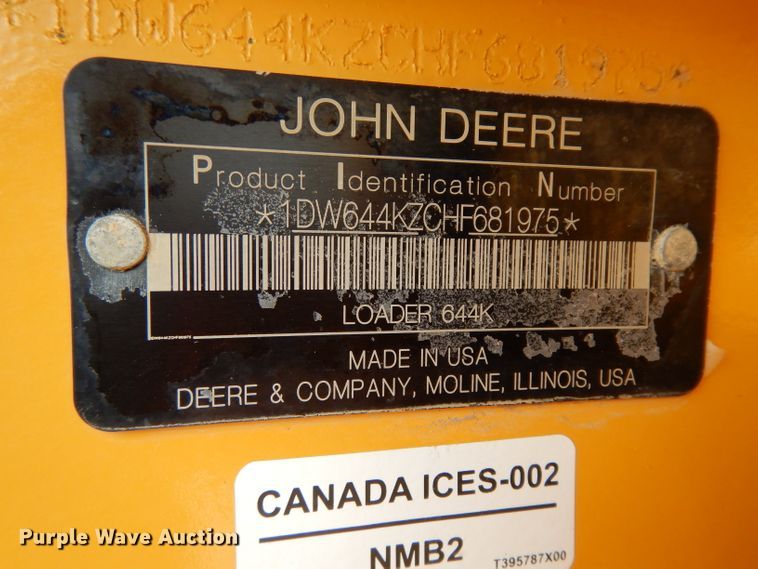 *1DW644KZCHF681975*
JOHN DEERE
Product Identification Number
*1DW644KZCHF681975*
LOADER 644K
1DW644KZCHF681975
MADE IN USA
DEERE & COMPANY, MOLINE, ILLINOIS, USA
CANADA ICES-002
NMB2
T395787X00
Purple Wave Auction